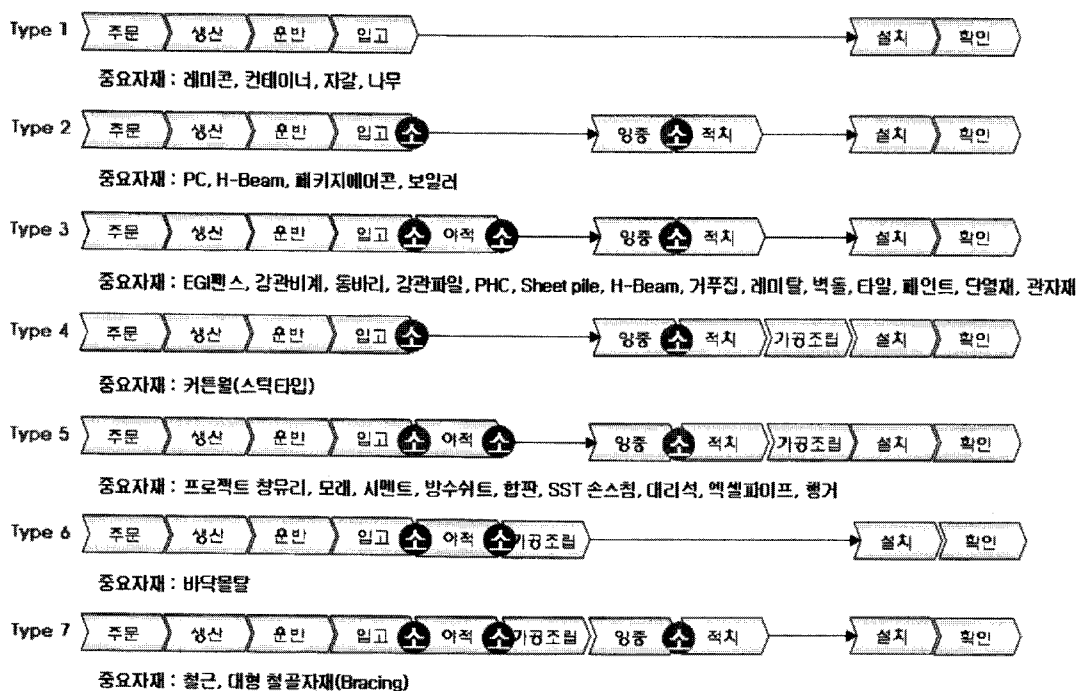 Type 1 주문 생산 운반 입고 설치 확인
중요자재 : 레미콘, 컨테이너, 자갈, 나무
Type 2 주문 생산 운반 입고 소 양중 소 적치 설치 확인
중요자재 : PC, H-Beam, 패키지에어콘, 보일러
Type 3 주문 생산 운반 입고 소 야적 소 양중 소 적치 설치 확인
중요자재 : EGI펜스, 강관비계, 동바리, 강관파일, PHC, Sheet pile, H-Beam, 거푸집, 레미탈, 벽돌, 타일, 페인트, 단열재, 관자재
Type 4 주문 생산 운반 입고 소 양중 소 적치 가공조립 설치 확인
중요자재 : 커튼월(스틱타입)
Type 5 주문 생산 운반 입고 소 야적 소 양중 소 적치 가공조립 설치 확인
중요자재 : 프로젝트 창뮤리, 모래, 시멘트, 방수쉬트, 합판, SST 손스침, 대리석, 엑셀파이프, 행거
Type 6 주문 생산 운반 입고 소 야적 소 가공조립 설치 확인
중요자재 : 바닥몰탈
Type 7 주문 생산 운반 입고 소 야적 소 가공조립 양중 소 적치 설치 확인
중요자재 : 철근, 대형 철골자재(Bracing)